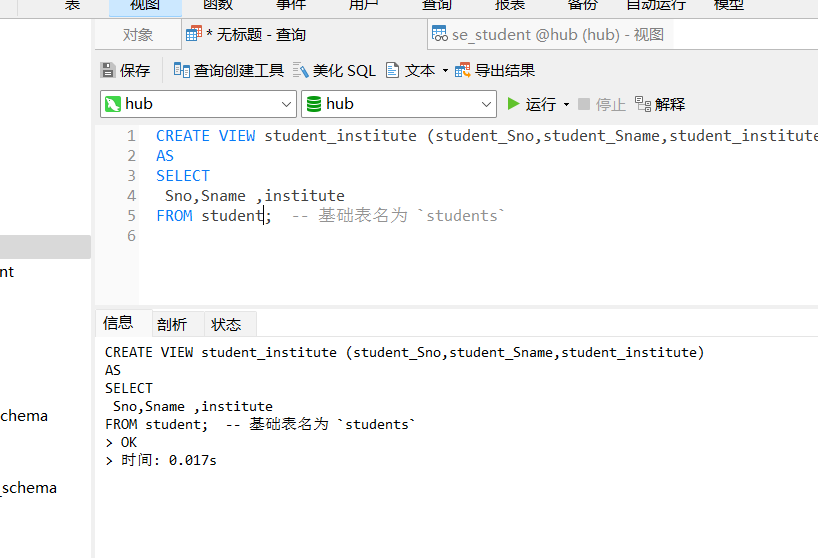 表 视图 函数 事件 用户 查询 报表 备份 自动运行 模型
对象 * 无标题 - 查询 se_student @hub (hub) - 视图
保存 查询创建工具 美化 SQL 文本 导出结果
hub hub 运行 停止 解释
1 CREATE VIEW student_institute (student_Sno,student_Sname,student_institute
2 AS
3 SELECT
4 Sno,Sname ,institute
5 FROM student; -- 基础表名为 `students`
6
nt
chema
_schema
信息 剖析 状态
CREATE VIEW student_institute (student_Sno,student_Sname,student_institute)
AS
SELECT
Sno,Sname ,institute
FROM student; -- 基础表名为 `students`
> OK
> 时间: 0.017s